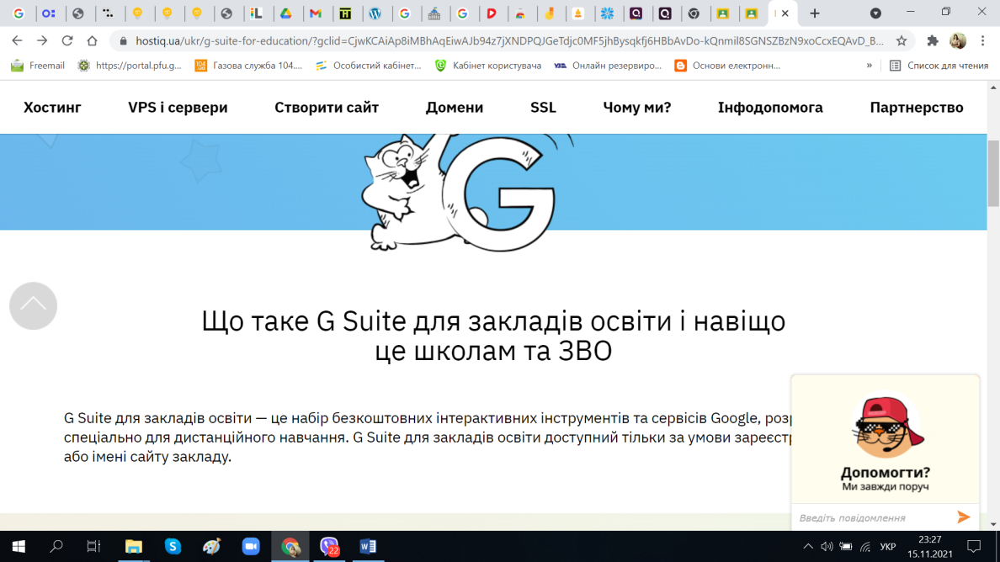 hostiq.ua/ukr/g-suite-for-education/?gclid=CjwKCAiAp8iMBhAqEiwAJb94z7jXNDPQJGeTdjc0MF5jhBysqkfj6HBbAvDo-kQnmil8SGNSZBzN9xoCcxEQAvD_B...
Freemail https://portal.pfu.g... Газова служба 104.... Особистий кабінет... Кабінет користувача Онлайн резервиро... Основи електронн... » Список для чтения
Хостинг VPS і сервери Створити сайт Домени SSL Чому ми? Інфодопомога Партнерство
G
Що таке G Suite для закладів освіти і навіщо
це школам та ЗВО
G Suite для закладів освіти — це набір безкоштовних інтерактивних інструментів та сервісів Google, розр
спеціально для дистанційного навчання. G Suite для закладів освіти доступний тільки за умови зареєстр
або імені сайту закладу.
Допомогти?
Ми завжди поруч
Введіть повідомлення
22
УКР
23:27
15.11.2021